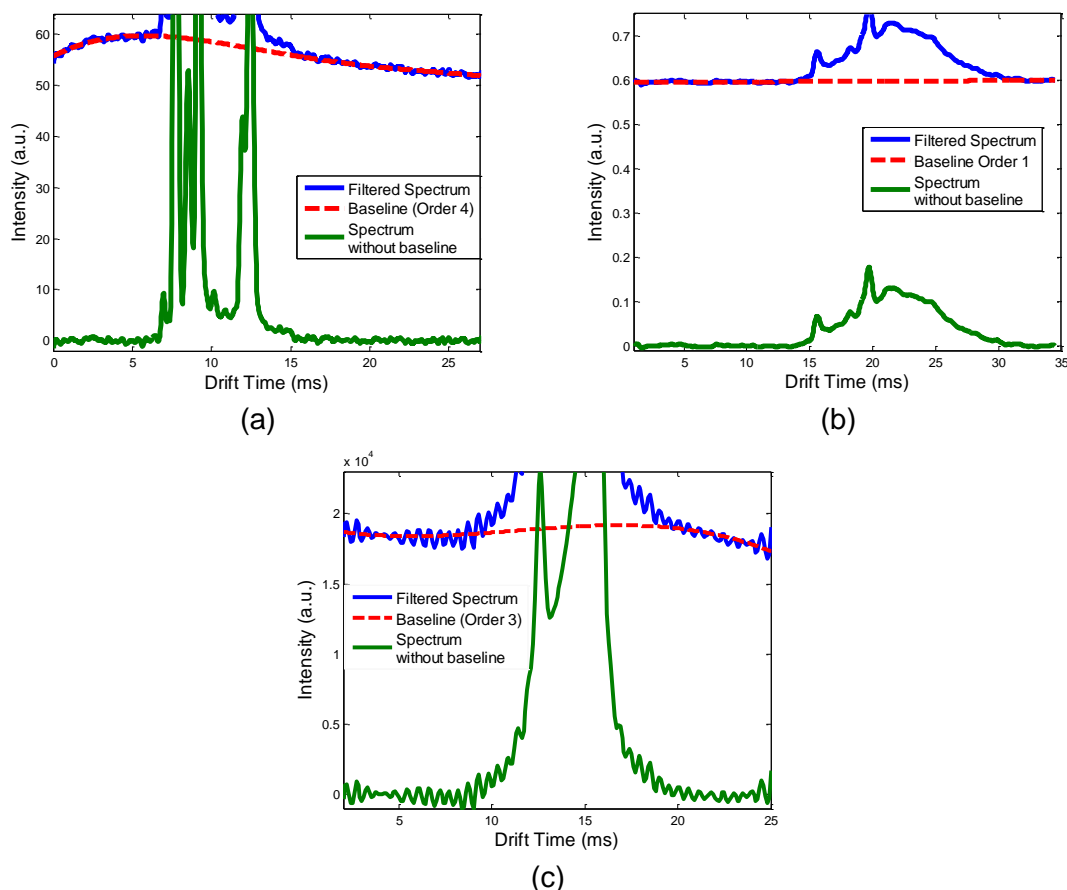 60
50
40
30
20
10
0
0
5
10
15
20
25
Intensity (a.u.)
Drift Time (ms)
Filtered Spectrum
Baseline (Order 4)
Spectrum
without baseline
(a)
0.7
0.6
0.5
0.4
0.3
0.2
0.1
0
5
10
15
20
25
30
35
Intensity (a.u.)
Drift Time (ms)
Filtered Spectrum
Baseline Order 1
Spectrum
without baseline
(b)
x 10⁴
2
1.5
1
0.5
0
5
10
15
20
25
Intensity (a.u.)
Drift Time (ms)
Filtered Spectrum
Baseline (Order 3)
Spectrum
without baseline
(c)